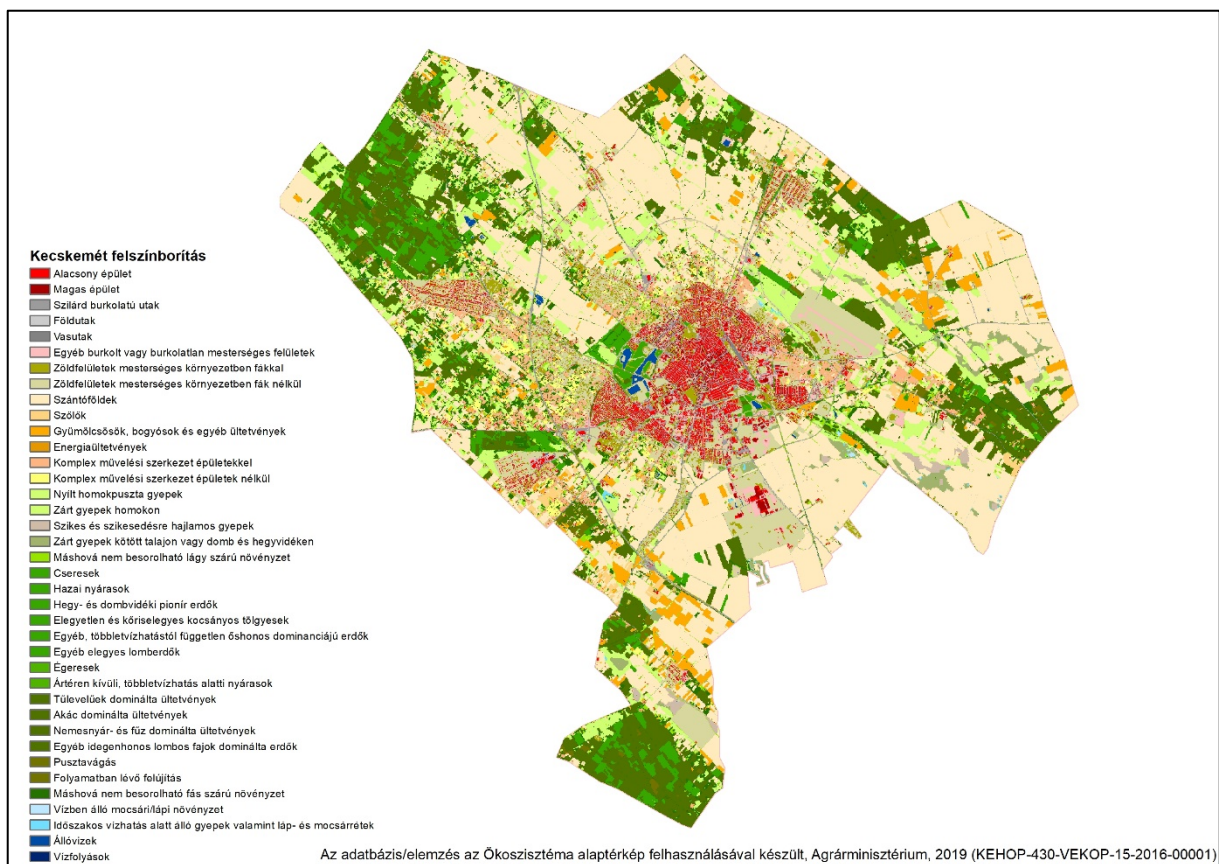 Kecskemét felszínborítás
Alacsony épület
Magas épület
Szilárd burkolatú utak
Földutak
Vasutak
Egyéb burkolt vagy burkolatlan mesterséges felületek
Zöldfelületek mesterséges környezetben fákkal
Zöldfelületek mesterséges környezetben fák nélkül
Szántóföldek
Szőlők
Gyümölcsösök, bogyósok és egyéb ültetvények
Energiaültetvények
Komplex művelési szerkezet épületekkel
Komplex művelési szerkezet épületek nélkül
Nyílt homokpuszta gyepek
Zárt gyepek homokon
Szikes és szikesedésre hajlamos gyepek
Zárt gyepek kötött talajon vagy domb és hegyvidéken
Máshová nem besorolható lágy szárú növényzet
Cseresek
Hazai nyárasok
Hegy- és dombvidéki pionír erdők
Elegyetlen és kőriselegyes kocsányos tölgyesek
Egyéb, többletvízhatástól független őshonos dominanciájú erdők
Egyéb elegyes lomberdők
Égeresek
Ártéren kívüli, többletvízhatás alatti nyárasok
Tűlevelűek dominálta ültetvények
Akác dominálta ültetvények
Nemesnyár- és fűz dominálta ültetvények
Egyéb idegenhonos lombos fajok dominálta erdők
Pusztavágás
Folyamatban lévő folújítás
Máshová nem besorolható fás szárú növényzet
Vízben álló mocsári/lápi növényzet
Időszakos vízhatás alatt álló gyepek valamint láp- és mocsárrétek
Állóvizek
Vízfolyások
Az adatbázis/elemzés az Ökoszisztéma alaptérkép felhasználásával készült, Agrárminisztérium, 2019 (KEHOP-430-VEKOP-15-2016-00001)